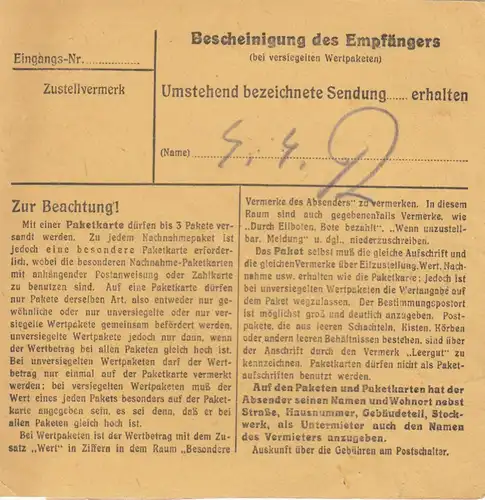 Bescheinigung des Empfängers
(bei versiegelten Wertpaketen)
Eingangs-Nr.
Zustellvermerk
Umstehend bezeichnete Sendung...... erhalten
(Name)
Zur Beachtung!
Mit einer Paketkarte dürfen bis 3 Pakete ver-
sandt werden. Zu jedem Nachnahmepaket ist
jedoch eine besondere Paketkarte erforder-
lich, wobei die besonderen Nachnahme-Paketkarten
mit anhängender Postanweisung oder Zahlkarte
zu benutzen sind. Auf eine Paketkarte dürfen
nur Pakete derselben Art, also entweder nur ge-
wöhnliche oder nur unversiegelte oder nur ver-
siegelte Wertpakete gemeinsam befördert werden,
unversiegelte Wertpakete jedoch nur dann, wenn
der Wertbetrag bei allen Paketen gleich hoch ist.
Bei unversiegelten Wertpaketen darf der Wert-
betrag nur einmal auf der Paketkarte vermerkt
werden; bei versiegelten Wertpaketen muß der
Wert eines jeden Pakets besonders auf der Paket-
karte angegeben sein, es sei denn, daß er bei
allen Paketen gleich hoch ist.
Bei Wertpaketen ist der Wertbetrag mit dem Zu-
satz „Wert" in Ziffern in dem Raum „Besondere
Vermerke des Absenders" zu vermerken. In diesem
Raum sind auch gegebenenfalls Vermerke, wie
„Durch Eilboten, Bote bezahlt", „Wenn unzustell-
bar, Meldung" u. dgl., niederzuschreiben.
Das Paket selbst muß die gleiche Aufschrift und
die gleichen Vermerke über Eilzustellung, Wert, Nach-
nahme usw. erhalten wie die Paketkarte; jedoch ist
bei unversiegelten Wertpaketen die Wertangabe auf
dem Paket wegzulassen. Der Bestimmungspostort
ist möglichst groß und deutlich anzugeben. Post-
pakete, die aus leeren Schachteln, Kisten, Körben
oder andern leeren Behältnissen bestehen, sind über
der Anschrift durch den Vermerk „Leergut" zu
kennzeichnen. Paketkarten dürfen nicht als Paket-
aufschriften benutzt werden.
Auf den Paketen und Paketkarten hat der
Absender seinen Namen und Wohnort nebst
Straße, Hausnummer, Gebäudeteil, Stock-
werk, als Untermieter auch den Namen
des Vermieters anzugeben.
Auskunft über die Gebühren am Postschalter.